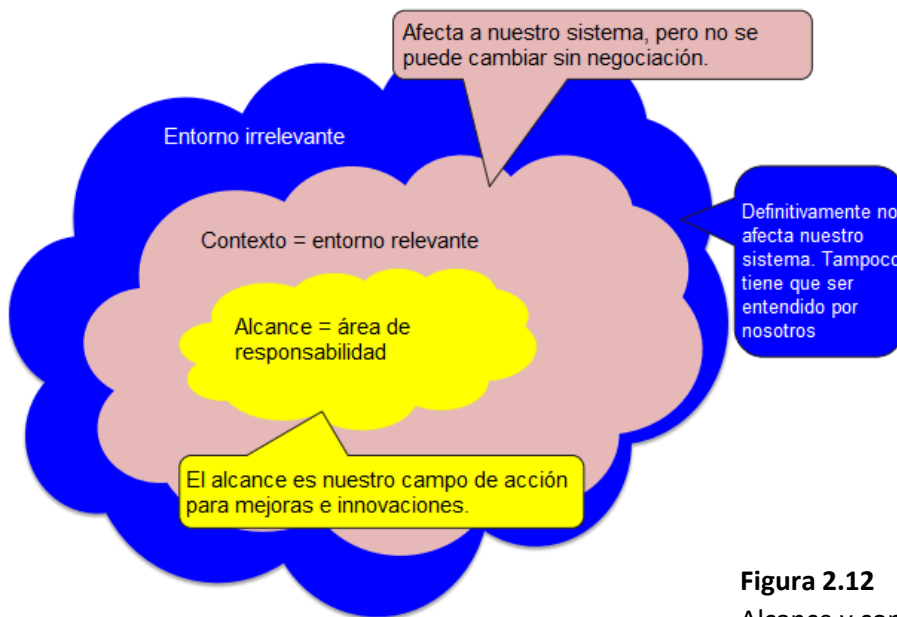 Afecta a nuestro sistema, pero no se
puede cambiar sin negociación.
Entorno irrelevante
Definitivamente no
afecta nuestro
sistema. Tampoco
tiene que ser
entendido por
nosotros
Contexto = entorno relevante
Alcance = área de
responsabilidad
El alcance es nuestro campo de acción
para mejoras e innovaciones.
Figura 2.12
Alcance y